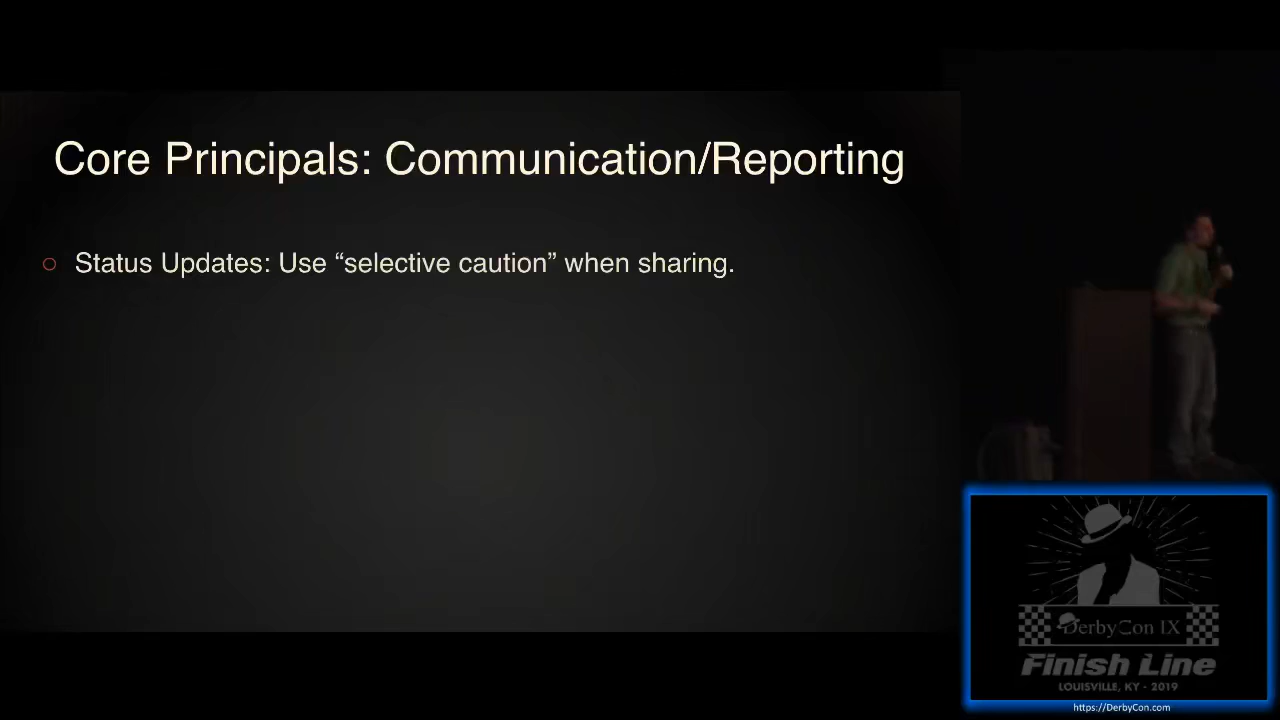 Core Principals: Communication/Reporting
Status Updates: Use “selective caution” when sharing.
DerbyCon IX
Finish Line
LOUISVILLE, KY - 2019
https://DerbyCon.com